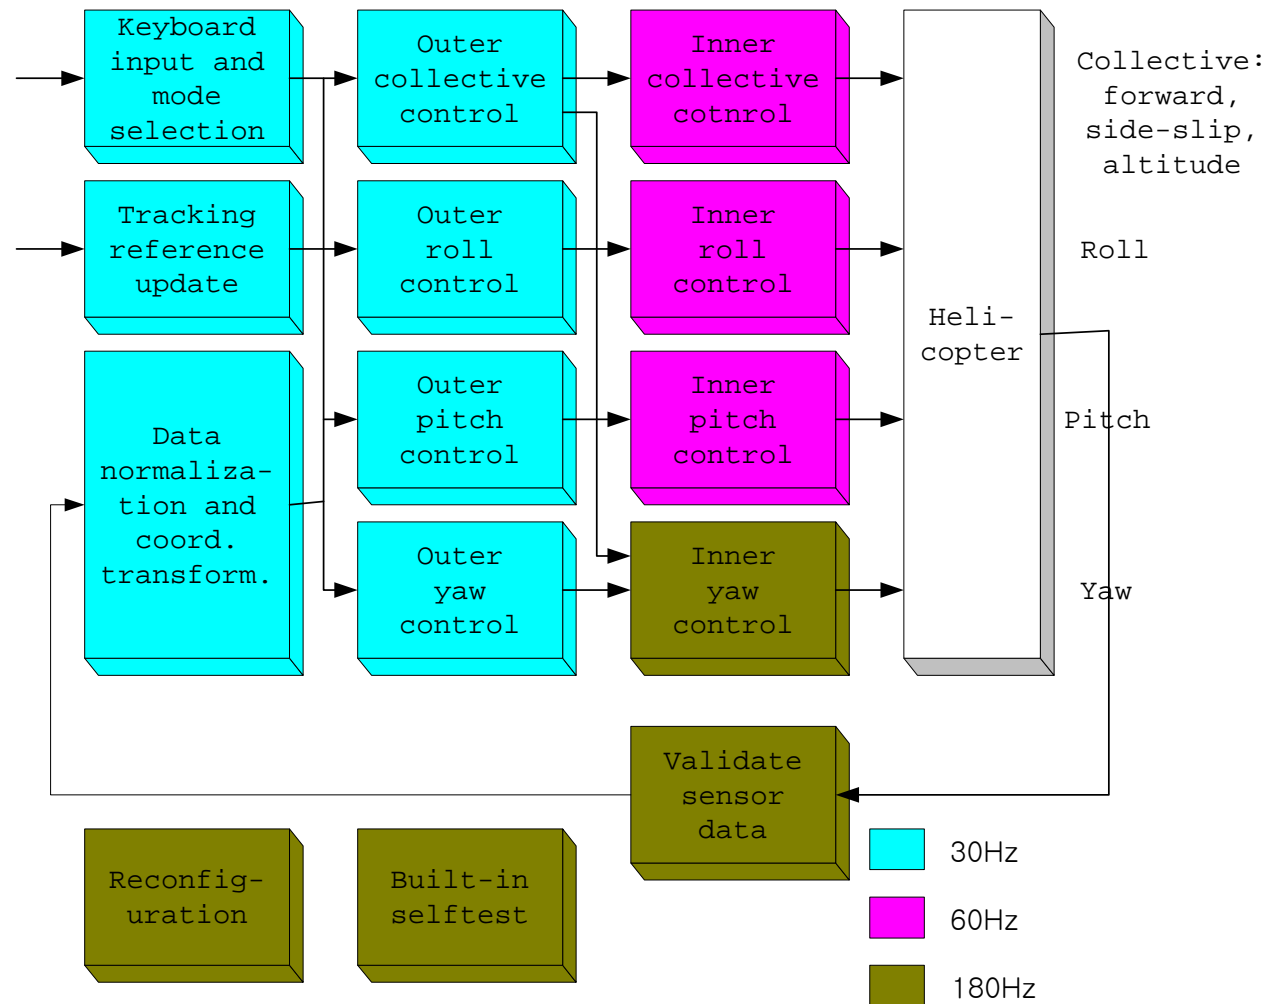 Keyboard
input and
mode
selection
Outer
collective
control
Inner
collective
cotnrol
Collective:
forward,
side-slip,
altitude
Tracking
reference
update
Outer
roll
control
Inner
roll
control
Roll
Heli-
copter
Data
normaliza-
tion and
coord.
transform.
Outer
pitch
control
Inner
pitch
control
Pitch
Outer
yaw
control
Inner
yaw
control
Yaw
Validate
sensor
data
Reconfig-
uration
Built-in
selftest
30Hz
60Hz
180Hz